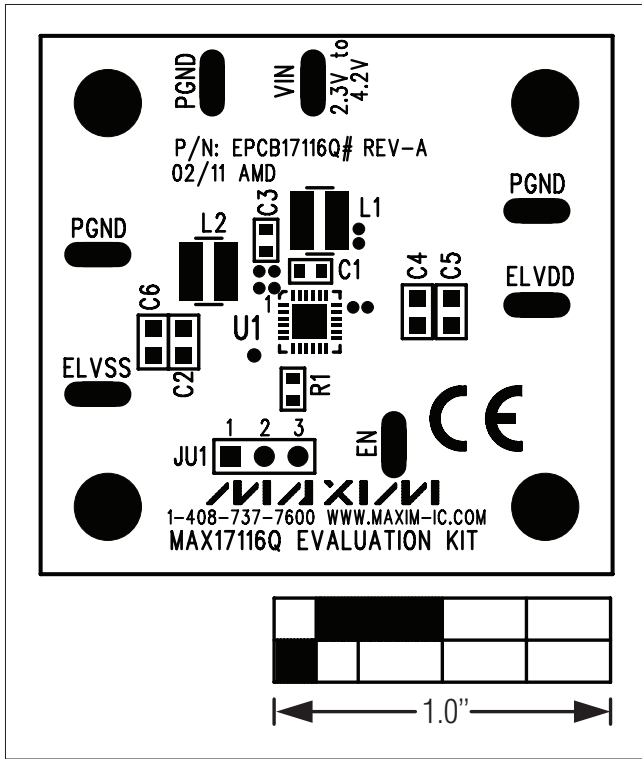 PGND
VIN
2.3V to
4.2V
P/N: EPCB17116Q# REV-A
02/11 AMD
PGND
L2
C3
L1
PGND
C1
C4
C5
ELVDD
C6
1
U1
ELVSS
C2
R1
1 2 3
JU1
EN
CE
MAXIM
1-408-737-7600 WWW.MAXIM-IC.COM
MAX17116Q EVALUATION KIT
1.0"